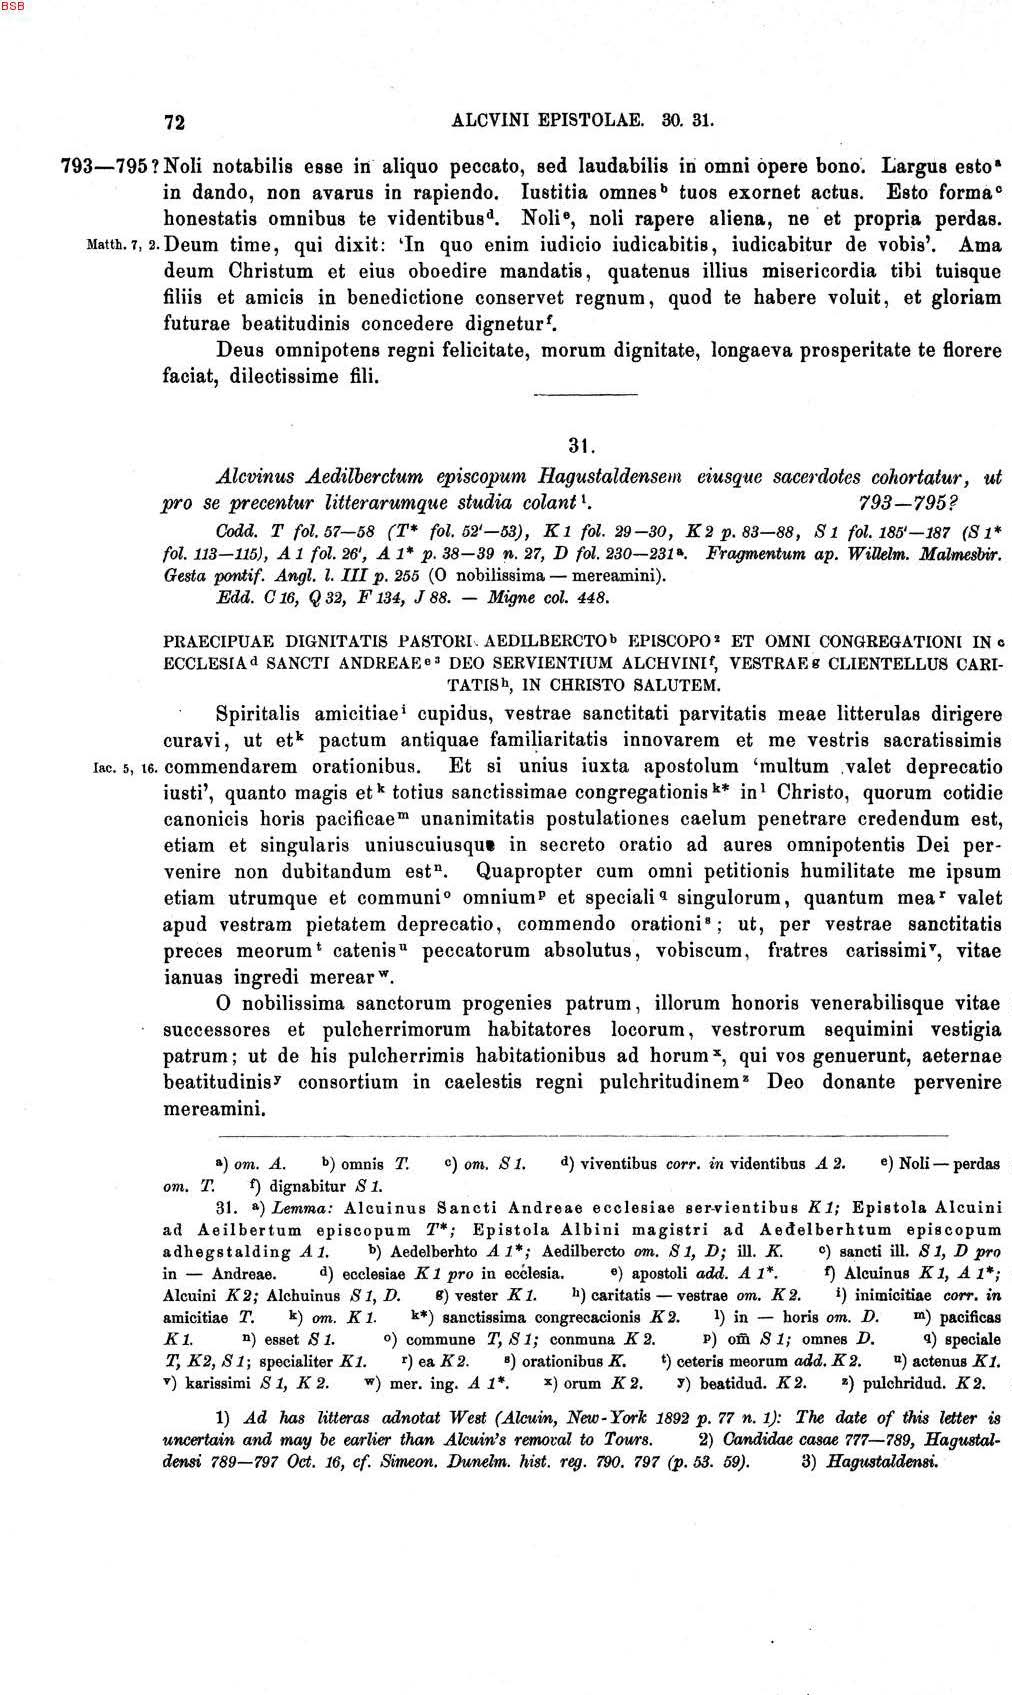 BSB
72 ALCVINI EPISTOLAE. 30. 31.
793—795? Noli notabilis esse in aliquo peccato, sed laudabilis in omni opere bono. Largus esto a
in dando, non avarus in rapiendo. Iustitia omnes b tuos exornet actus. Esto forma c
honestatis omnibus te videntibus d. Noli e, noli rapere aliena, ne et propria perdas.
Matth. 7, 2. Deum time, qui dixit: 'In quo enim iudicio iudicabitis, iudicabitur de vobis'. Ama
deum Christum et eius oboedire mandatis, quatenus illius misericordia tibi tuisque
filiis et amicis in benedictione conservet regnum, quod te habere voluit, et gloriam
futurae beatitudinis concedere dignetur f.
Deus omnipotens regni felicitate, morum dignitate, longaeva prosperitate te florere
faciat, dilectissime fili.
31.
Alcvinus Aedilberctum episcopum Hagustaldensem eiusque sacerdotes cohortatur, ut
pro se precentur litterarumque studia colant 1. 793—795?
Codd. T fol. 57—58 (T* fol. 52'—53), K 1 fol. 29—30, K 2 p. 83—88, S 1 fol. 185'—187 (S 1*
fol. 113—115), A 1 fol. 26', A 1* p. 38—39 n. 27, D fol. 230—231 a. Fragmentum ap. Willelm. Malmesbir.
Gesta pontif. Angl. l. III p. 255 (O nobilissima — mereamini).
Edd. C 16, Q 32, F 134, J 88. — Migne col. 448.
PRAECIPUAE DIGNITATIS PASTORI AEDILBERCTO b EPISCOPO 2 ET OMNI CONGREGATIONI IN c
ECCLESIA d SANCTI ANDREAE e 3 DEO SERVIENTIUM ALCHVINI f, VESTRAE g CLIENTELLUS CARI-
TATIS h, IN CHRISTO SALUTEM.
Spiritalis amicitiae i cupidus, vestrae sanctitati parvitatis meae litterulas dirigere
curavi, ut et k pactum antiquae familiaritatis innovarem et me vestris sacratissimis
Iac. 5, 16. commendarem orationibus. Et si unius iuxta apostolum 'multum valet deprecatio
iusti', quanto magis et k totius sanctissimae congregationis k* in l Christo, quorum cotidie
canonicis horis pacificae m unanimitatis postulationes caelum penetrare credendum est,
etiam et singularis uniuscuiusque in secreto oratio ad aures omnipotentis Dei per-
venire non dubitandum est n. Quapropter cum omni petitionis humilitate me ipsum
etiam utrumque et communi o omnium p et speciali q singulorum, quantum mea r valet
apud vestram pietatem deprecatio, commendo orationi s; ut, per vestrae sanctitatis
preces meorum t catenis u peccatorum absolutus, vobiscum, fratres carissimi v, vitae
ianuas ingredi merear w.
O nobilissima sanctorum progenies patrum, illorum honoris venerabilisque vitae
successores et pulcherrimorum habitatores locorum, vestrorum sequimini vestigia
patrum; ut de his pulcherrimis habitationibus ad horum x, qui vos genuerunt, aeternae
beatitudinis y consortium in caelestis regni pulchritudinem z Deo donante pervenire
mereamini.
a) om. A. b) omnis T. c) om. S 1. d) viventibus corr. in videntibus A 2. e) Noli — perdas
om. T. f) dignabitur S 1.
31. a) Lemma: Alcuinus Sancti Andreae ecclesiae servientibus K 1; Epistola Alcuini
ad Aeilbertum episcopum T*; Epistola Albini magistri ad Aedelberhtum episcopum
adhegstalding A 1. b) Aedelberhto A 1*; Aedilbercto om. S 1, D; ill. K. c) sancti ill. S 1, D pro
in — Andreae. d) ecclesiae K 1 pro in ecclesia. e) apostoli add. A 1*. f) Alcuinus K 1, A 1*;
Alcuini K 2; Alchuinus S 1, D. g) vester K 1. h) caritatis — vestrae om. K 2. i) inimicitiae corr. in
amicitiae T. k) om. K 1. k*) sanctissima congrecacionis K 2. l) in — horis om. D. m) pacificas
K 1. n) esset S 1. o) commune T, S 1; conmuna K 2. p) om̄ S 1; omnes D. q) speciale
T, K2, S 1; specialiter K1. r) ea K 2. s) orationibus K. t) ceteris meorum add. K 2. u) actenus K1.
v) karissimi S 1, K 2. w) mer. ing. A 1*. x) orum K 2. y) beatidud. K 2. z) pulchridud. K 2.
1) Ad has litteras adnotat West (Alcuin, New-York 1892 p. 77 n. 1): The date of this letter is
uncertain and may be earlier than Alcuin's removal to Tours. 2) Candidae casae 777—789, Hagustal-
densi 789—797 Oct. 16, cf. Simeon. Dunelm. hist. reg. 790. 797 (p. 53. 59). 3) Hagustaldensi.